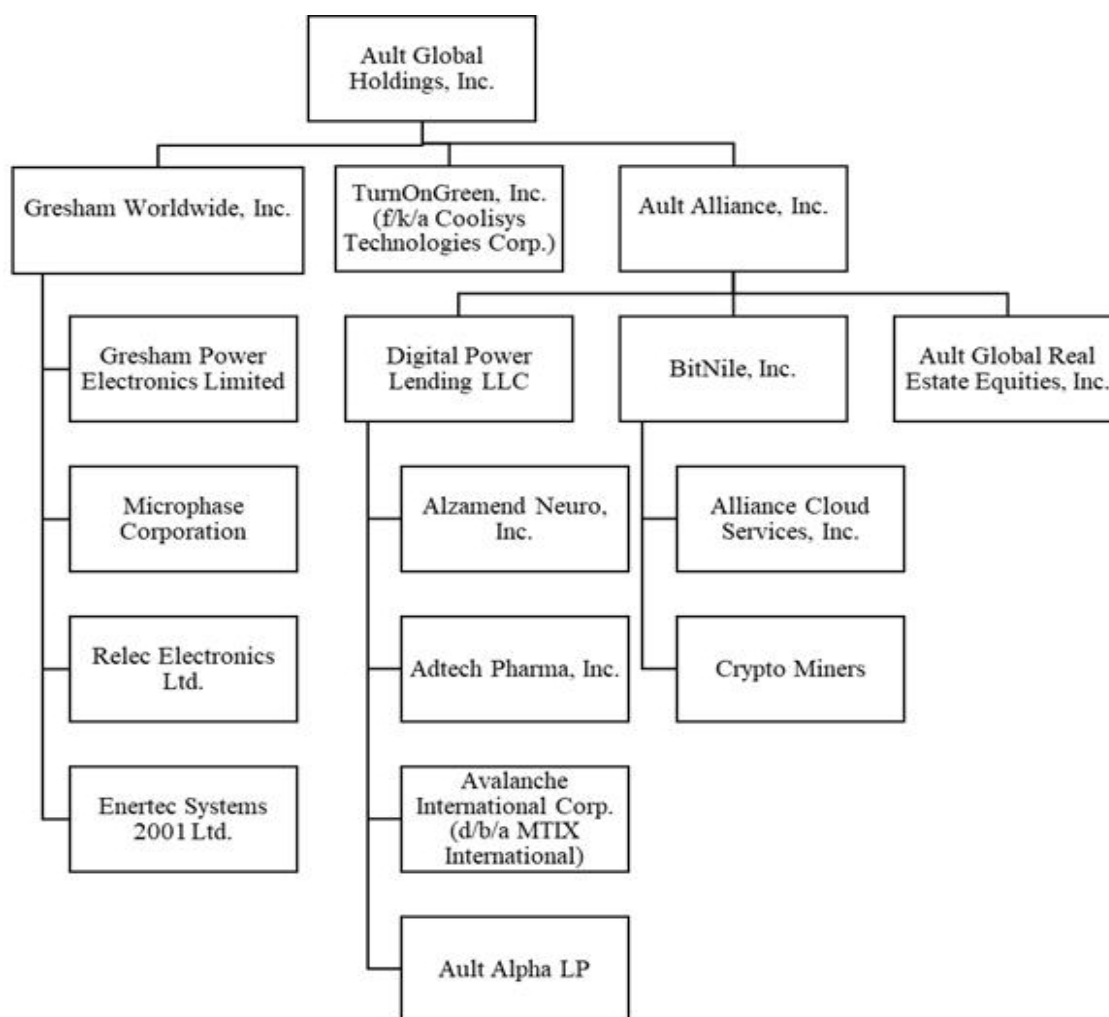 Ault Global
Holdings, Inc.
Gresham Worldwide, Inc.
TurnOnGreen, Inc.
(f/k/a Coolisys
Technologies Corp.)
Ault Alliance, Inc.
Gresham Power
Electronics Limited
Digital Power
Lending LLC
BitNile, Inc.
Ault Global Real
Estate Equities, Inc.
Microphase
Corporation
Alzamend Neuro,
Inc.
Alliance Cloud
Services, Inc.
Relec Electronics
Ltd.
Adtech Pharma, Inc.
Crypto Miners
Enertec Systems
2001 Ltd.
Avalanche
International Corp.
(d/b/a MTIX
International)
Ault Alpha LP